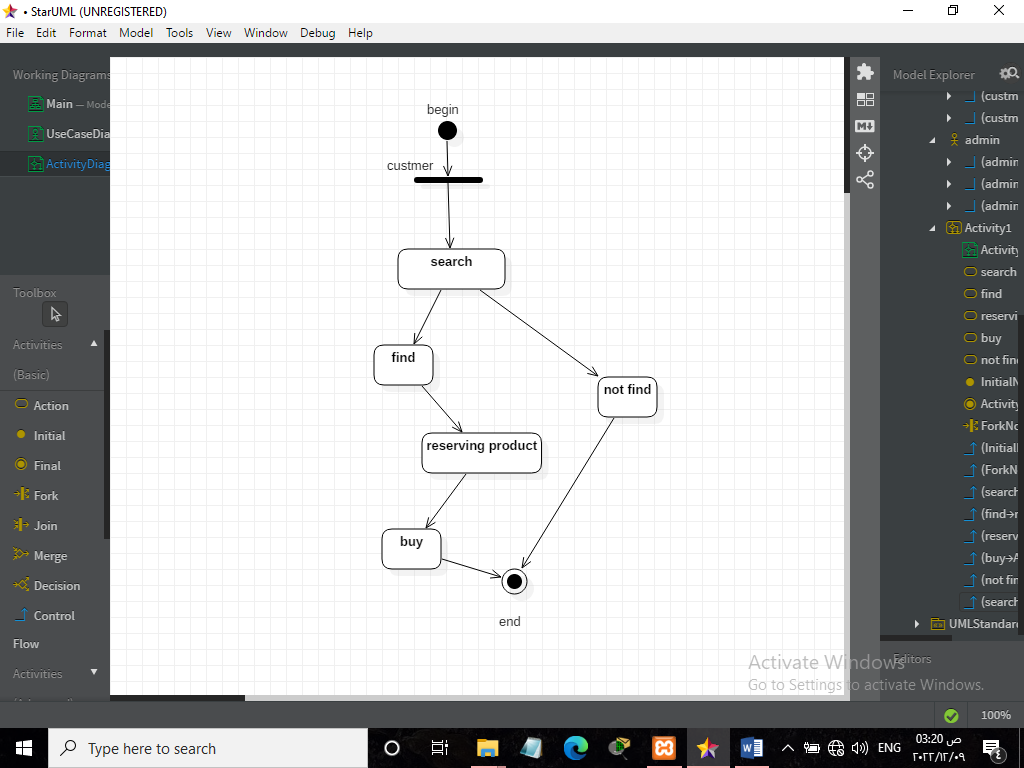 • StarUML (UNREGISTERED)
File Edit Format Model Tools View Window Debug Help
Working Diagrams
Main — Mode
UseCaseDia
ActivityDiag
Toolbox
Activities
(Basic)
Action
Initial
Final
Fork
Join
Merge
Decision
Control
Flow
Activities
begin
custmer
search
find
not find
reserving product
buy
end
Model Explorer
(custm
(custm
admin
(admin
(admin
(admin
Activity1
Activity
search
find
reservi
buy
not fin
InitialN
Activity
ForkNo
(Initial
(ForkN
(search
(find→r
(reserv
(buy→A
(not fin
(search
UMLStandar
Editors
Activate Windows
Go to Settings to activate Windows.
100%
Type here to search
ENG
03:20 ص
٢٠٢٢/١٢/٠٩
٤